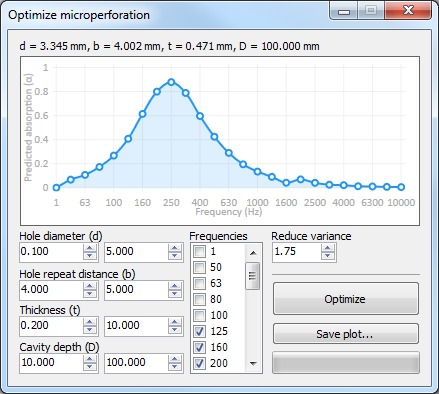 Optimize microperforation
d = 3.345 mm, b = 4.002 mm, t = 0.471 mm, D = 100.000 mm
Predicted absorption (α)
1
0.8
0.6
0.4
0.2
0
1 63 100 160 250 400 630 1000 1600 2500 4000 6300 10000
Frequency (Hz)
Hole diameter (d)
0.100 5.000
Hole repeat distance (b)
4.000 5.000
Thickness (t)
0.200 10.000
Cavity depth (D)
10.000 100.000
Frequencies
1
50
63
80
100
125
160
200
Reduce variance
1.75
Optimize
Save plot...